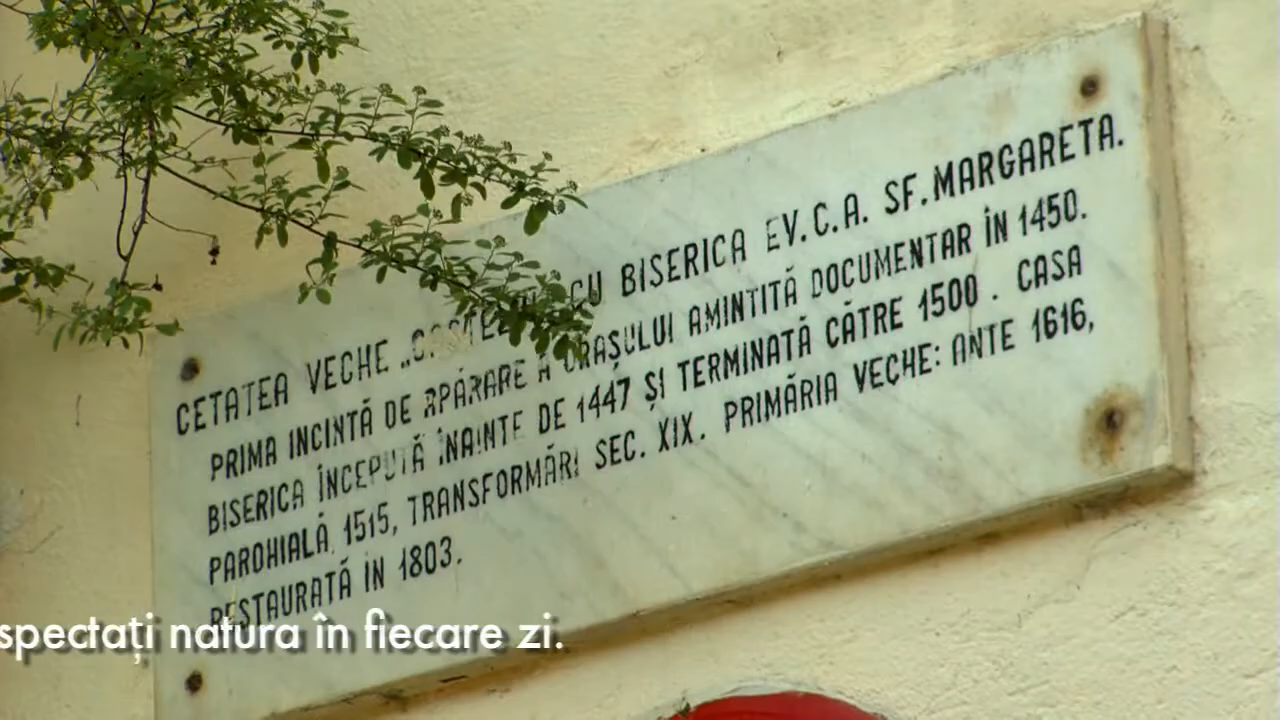 CETATEA VECHE „CASTELUL" CU BISERICA EV.C.A. SF.MARGARETA.
PRIMA INCINTĂ DE APĂRARE A ORAȘULUI AMINTITĂ DOCUMENTAR ÎN 1450.
BISERICA ÎNCEPUTĂ ÎNAINTE DE 1447 ȘI TERMINATĂ CĂTRE 1500. CASA
PAROHIALĂ 1515, TRANSFORMĂRI SEC. XIX. PRIMĂRIA VECHE: ANTE 1616,
RESTAURATĂ ÎN 1803.
spectați natura în fiecare zi.